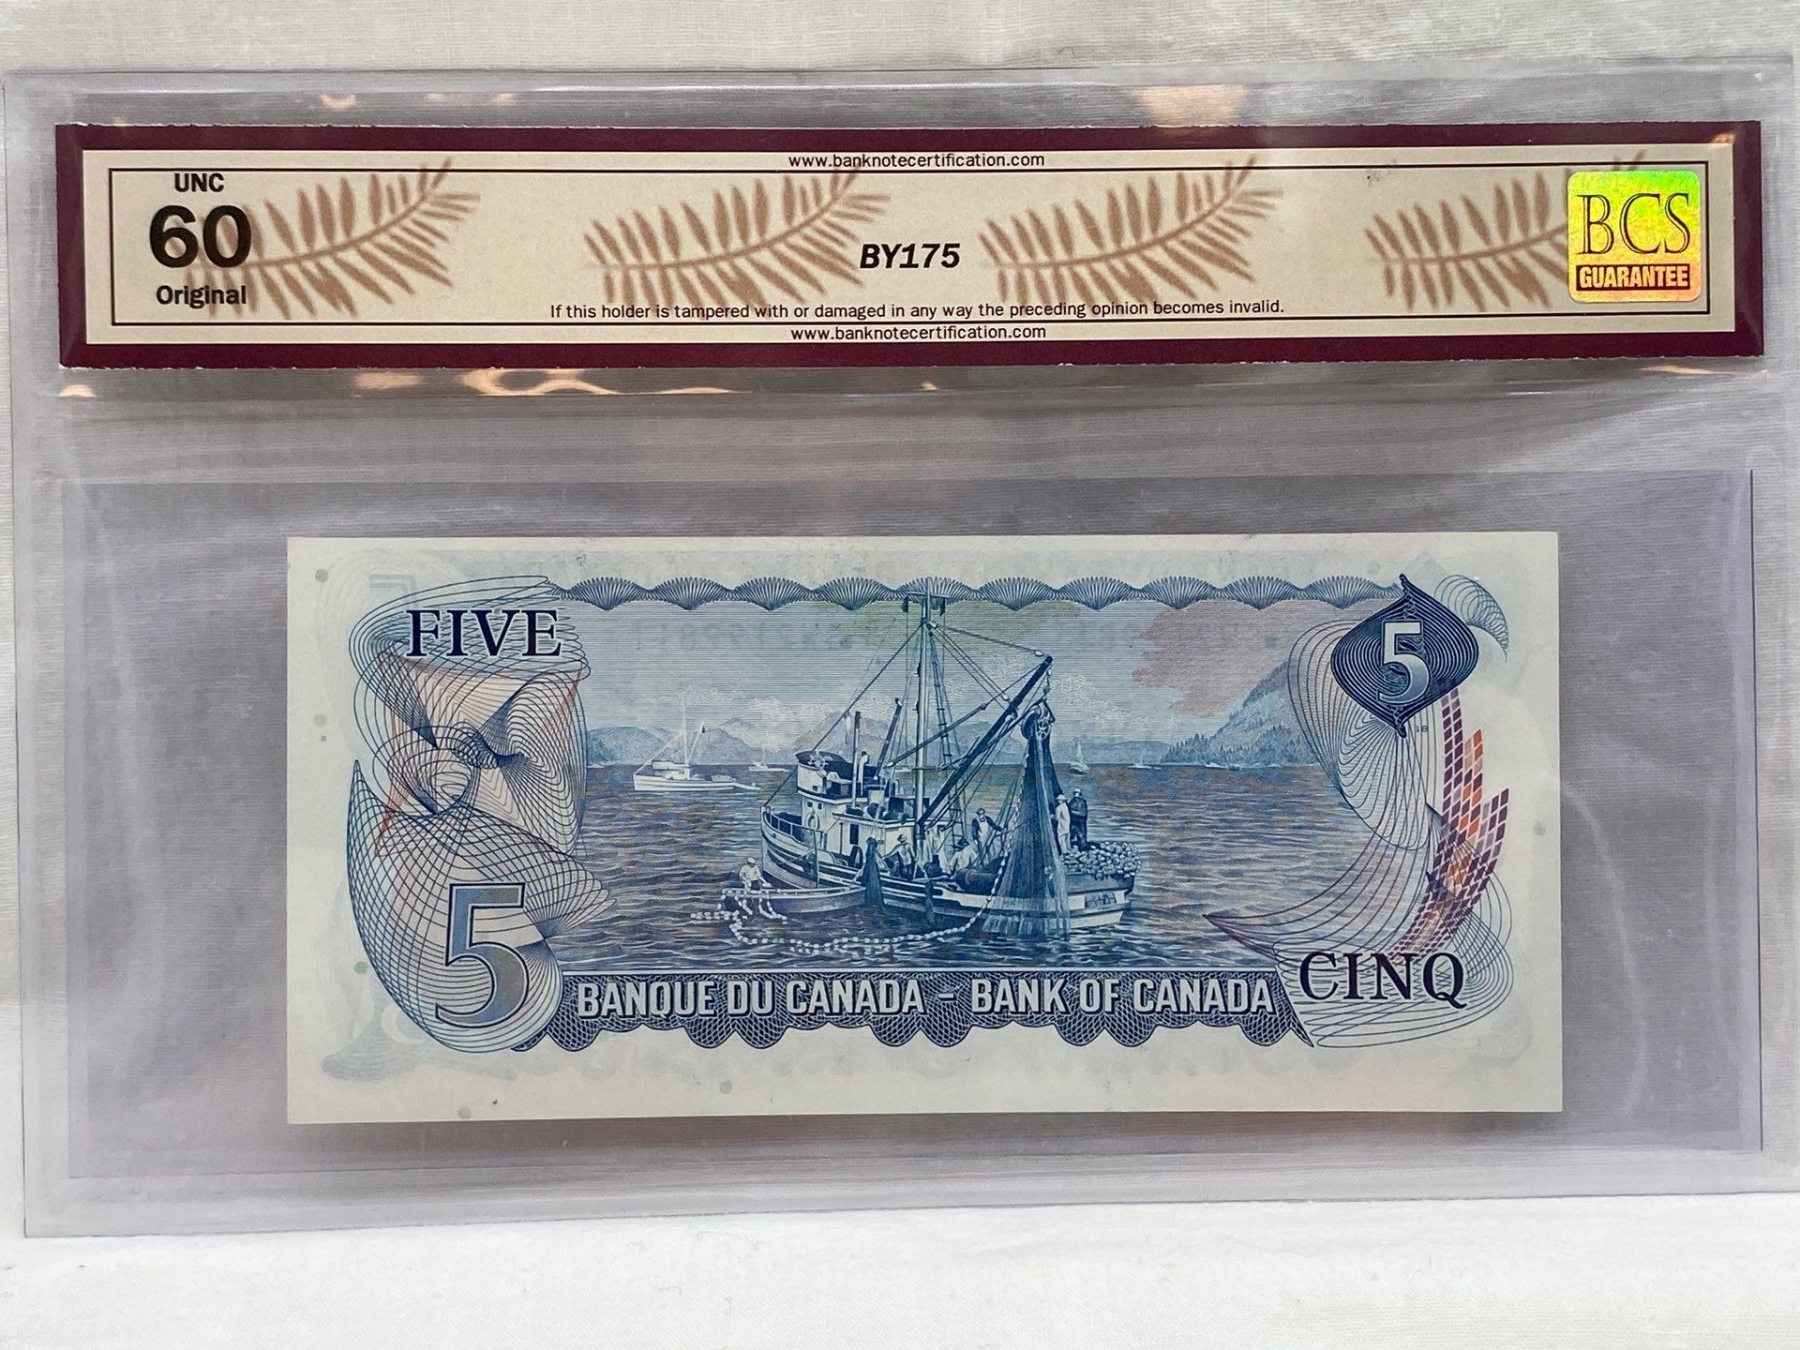 www.banknotecertification.com
UNC
60
Original
BY175
BCS
GUARANTEE
If this holder is tampered with or damaged in any way the preceding opinion becomes invalid.
www.banknotecertification.com
FIVE
5
18
5
BANQUE DU CANADA - BANK OF CANADA
CINQ